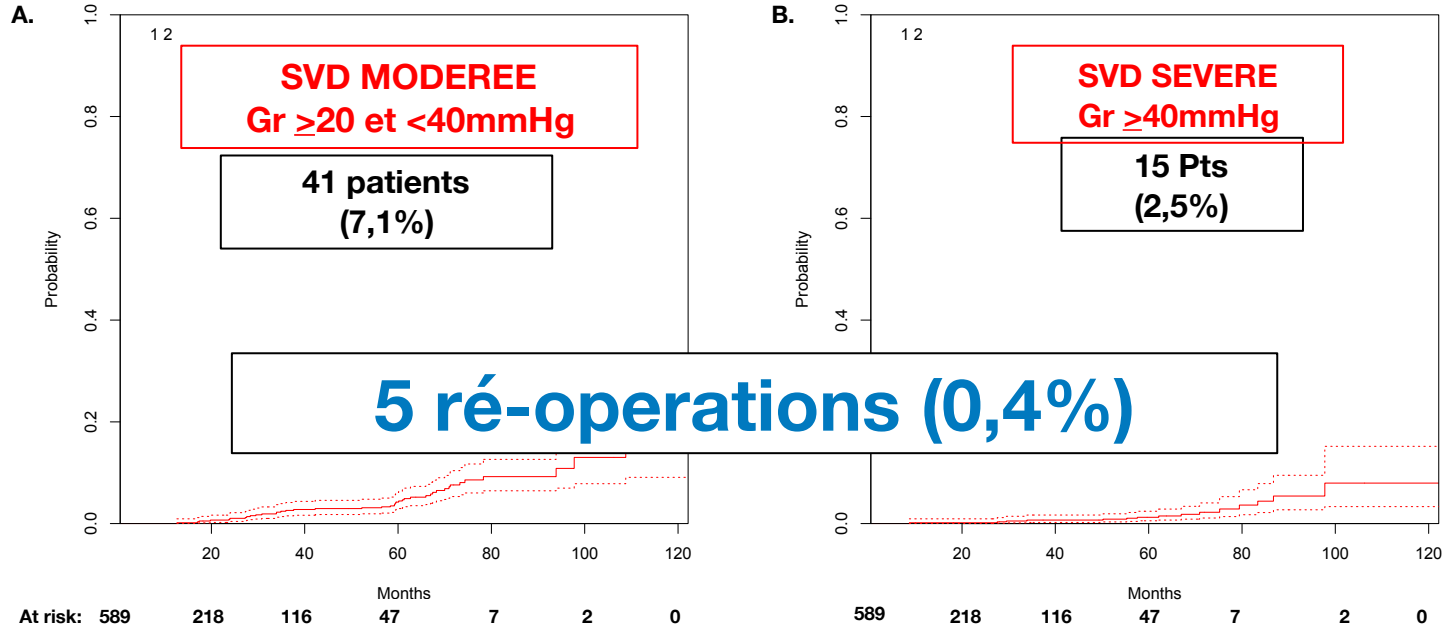 A.
1 2
SVD MODEREE
Gr ≥20 et <40mmHg
41 patients
(7,1%)
Probability
1.0
0.8
0.6
0.4
0.2
0.0
20 40 60 80 100 120
Months
At risk: 589 218 116 47 7 2 0
B.
1 2
SVD SEVERE
Gr ≥40mmHg
15 Pts
(2,5%)
Probability
1.0
0.8
0.6
0.4
0.2
0.0
20 40 60 80 100 120
Months
589 218 116 47 7 2 0
5 ré-operations (0,4%)